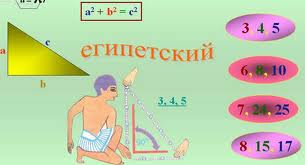 a² + b² = c²
египетский
a
c
b
3 4 5
6, 8, 10
7, 24, 25
8 15 17
3, 4, 5
90°